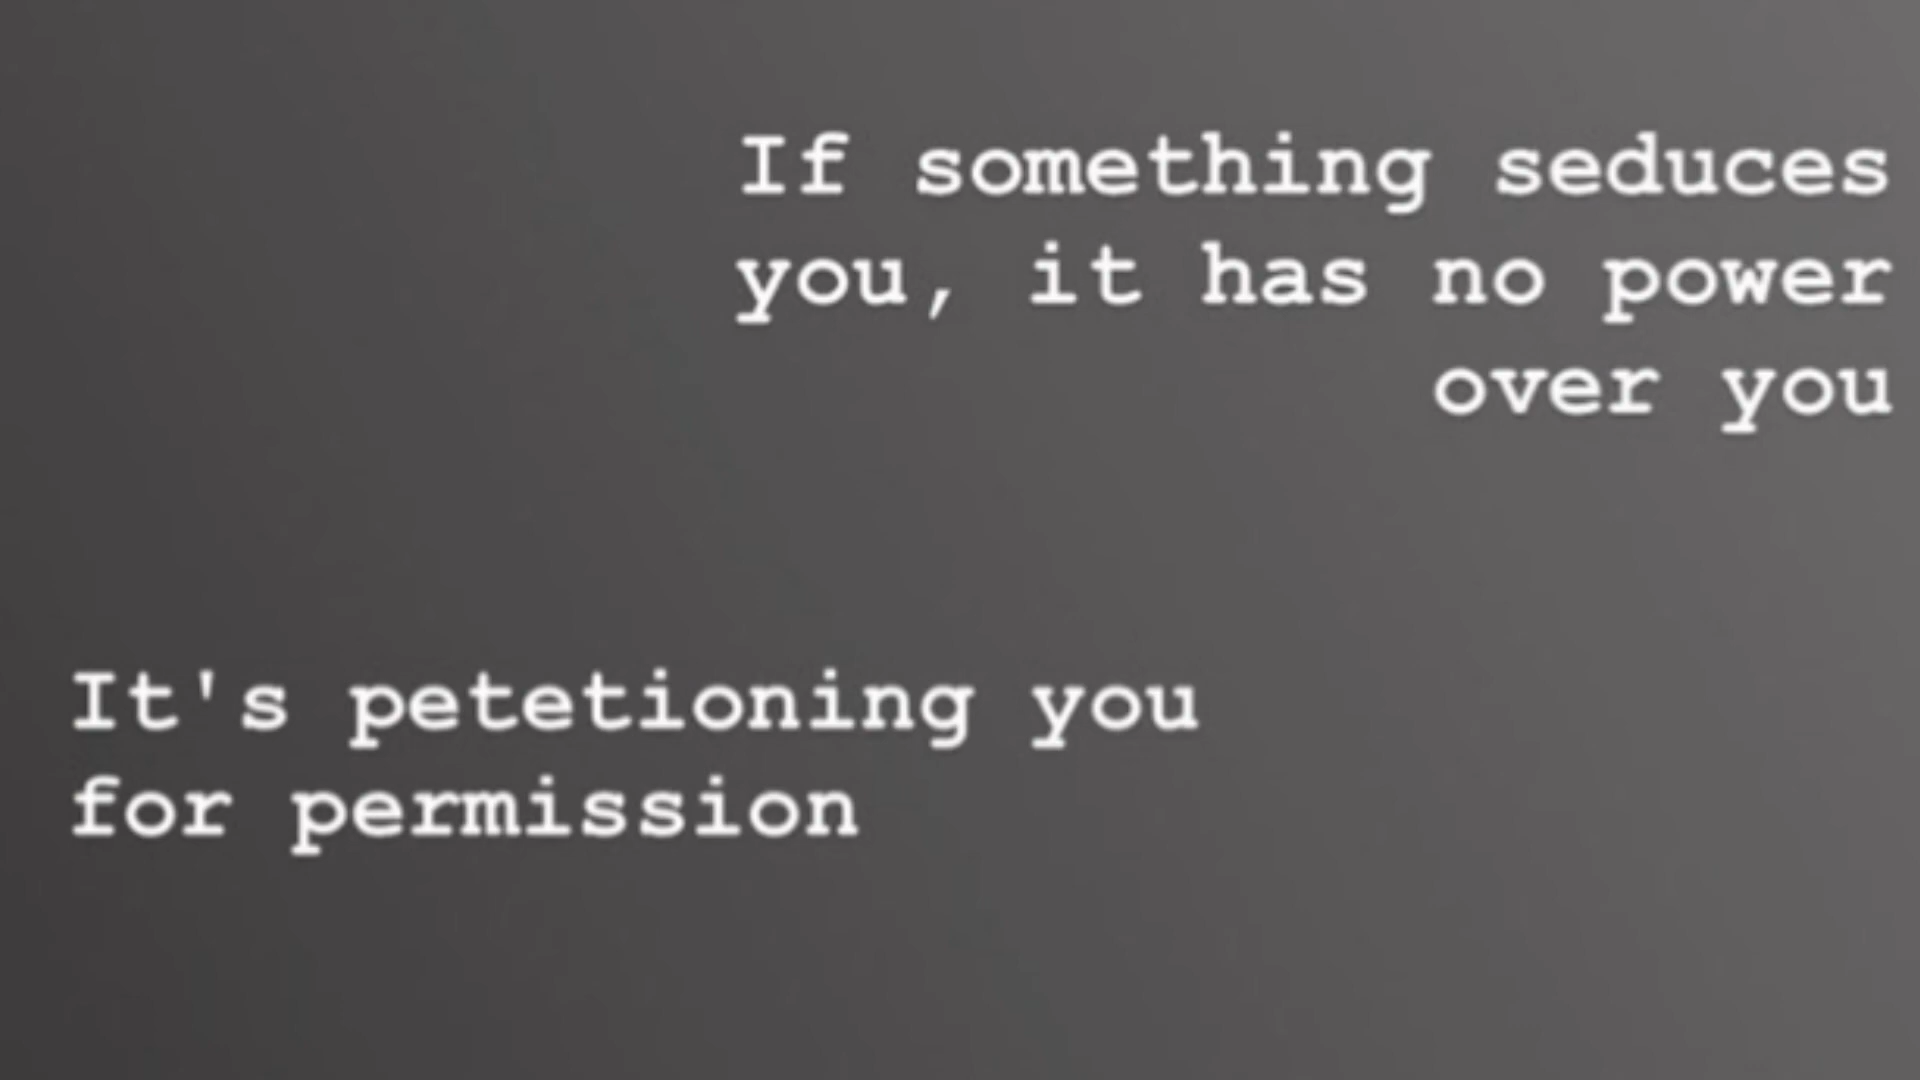 If something seduces
you, it has no power
over you
It's petetioning you
for permission